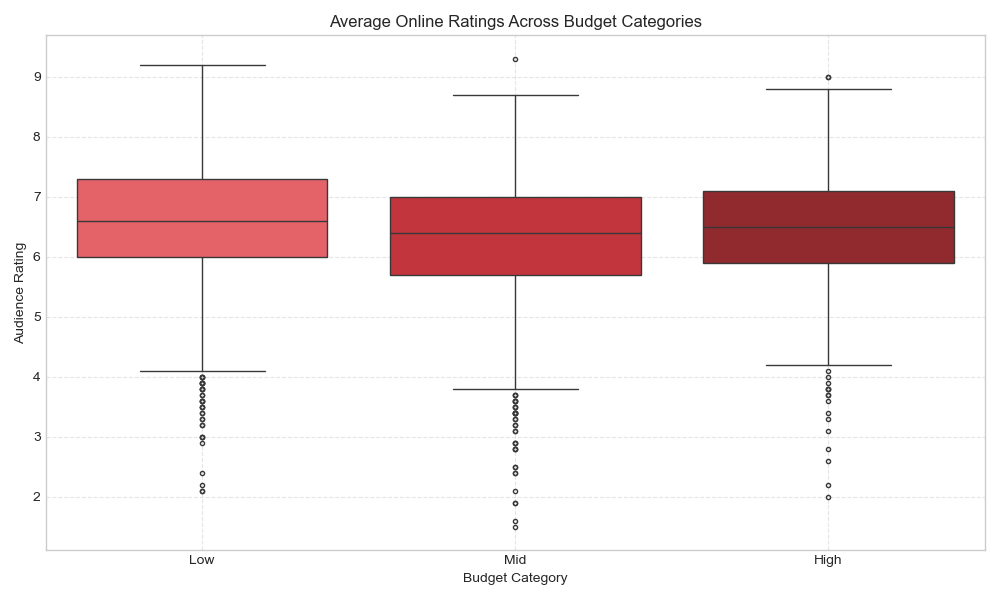 Average Online Ratings Across Budget Categories
Audience Rating
9
8
7
6
5
4
3
2
Low
Mid
High
Budget Category